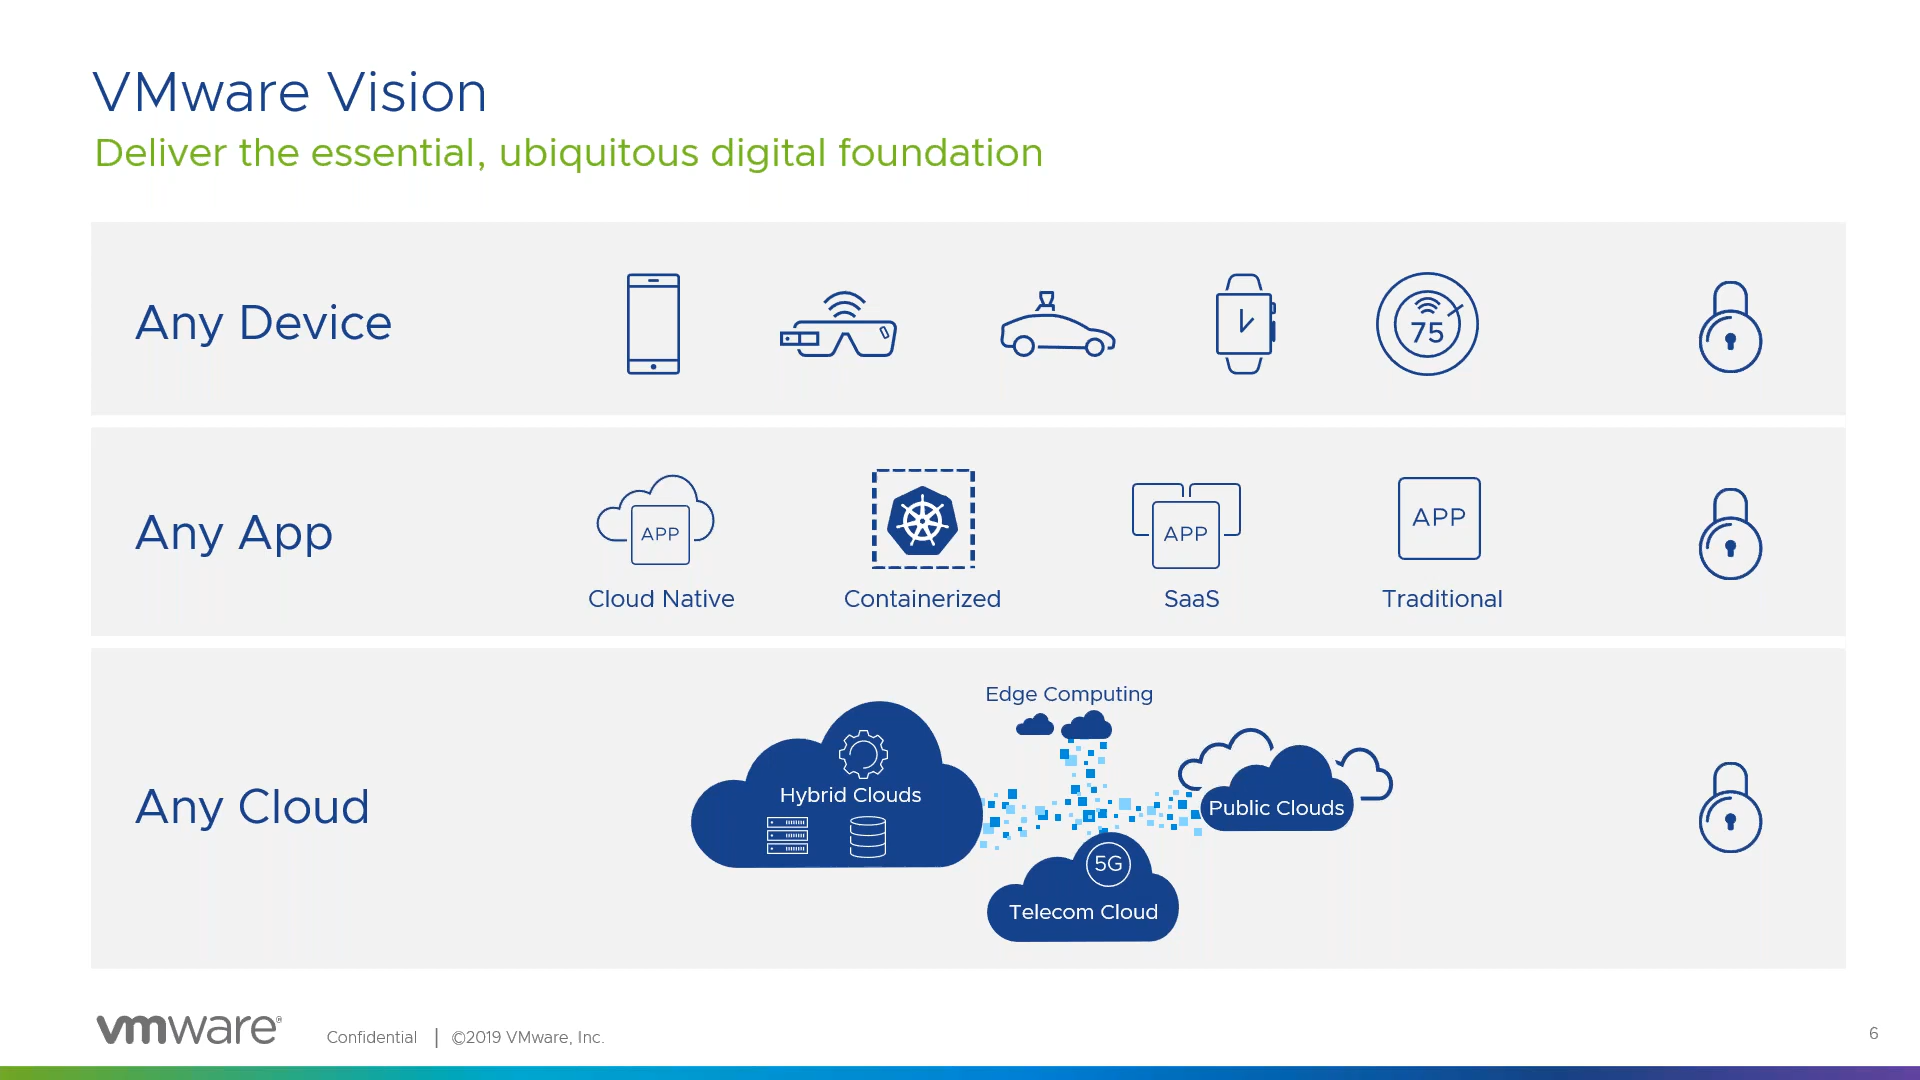 VMware Vision
Deliver the essential, ubiquitous digital foundation
Any Device
75
Any App
APP
APP
APP
Cloud Native
Containerized
SaaS
Traditional
Any Cloud
Edge Computing
Hybrid Clouds
Public Clouds
5G
Telecom Cloud
vmware®
Confidential | ©2019 VMware, Inc.
6